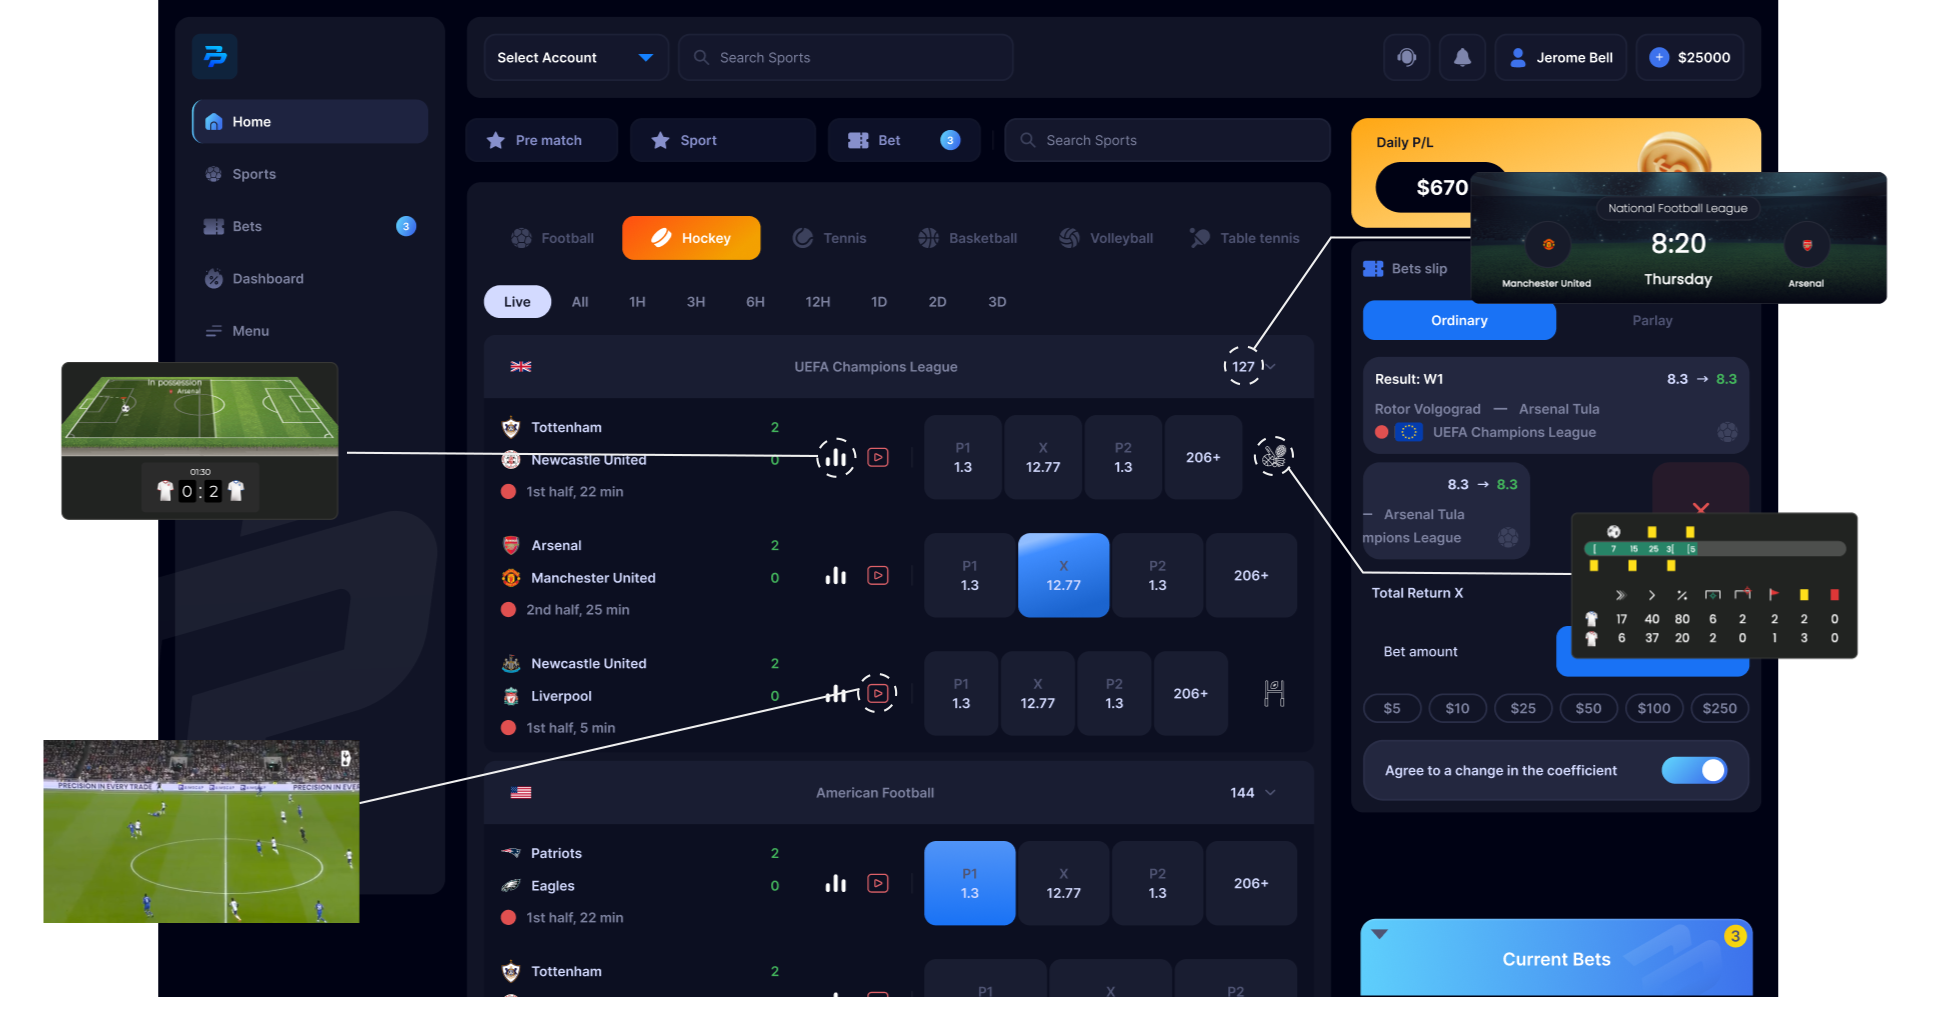 Select Account
Search Sports
Jerome Bell
+ $25000
Home
Sports
Bets 3
Dashboard
Menu
Pre match
Sport
Bet 3
Search Sports
Daily P/L
$670
National Football League
8:20
Thursday
Manchester United
Arsenal
Football
Hockey
Tennis
Basketball
Volleyball
Table tennis
Live
All
1H
3H
6H
12H
1D
2D
3D
UEFA Champions League
127
Tottenham 2
Newcastle United 0
1st half, 22 min
P1 1.3
X 12.77
P2 1.3
206+
Arsenal 2
Manchester United 0
2nd half, 25 min
P1 1.3
X 12.77
P2 1.3
206+
Newcastle United 2
Liverpool 0
1st half, 5 min
P1 1.3
X 12.77
P2 1.3
206+
American Football
144
Patriots 2
Eagles 0
1st half, 22 min
P1 1.3
X 12.77
P2 1.3
206+
Tottenham 2
P1
X
P2
In possession
Arsenal
01:30
0 : 2
PRECISION IN EVERY TRADE
PRECISION IN EVER
Bets slip
Ordinary
Parlay
Result: W1
8.3 → 8.3
Rotor Volgograd — Arsenal Tula
UEFA Champions League
8.3 → 8.3
— Arsenal Tula
mpions League
Total Return X
Bet amount
7 15 25 3[ [5
17 40 80 6 2 2 2 0
6 37 20 2 0 1 3 0
$5
$10
$25
$50
$100
$250
Agree to a change in the coefficient
Current Bets
3